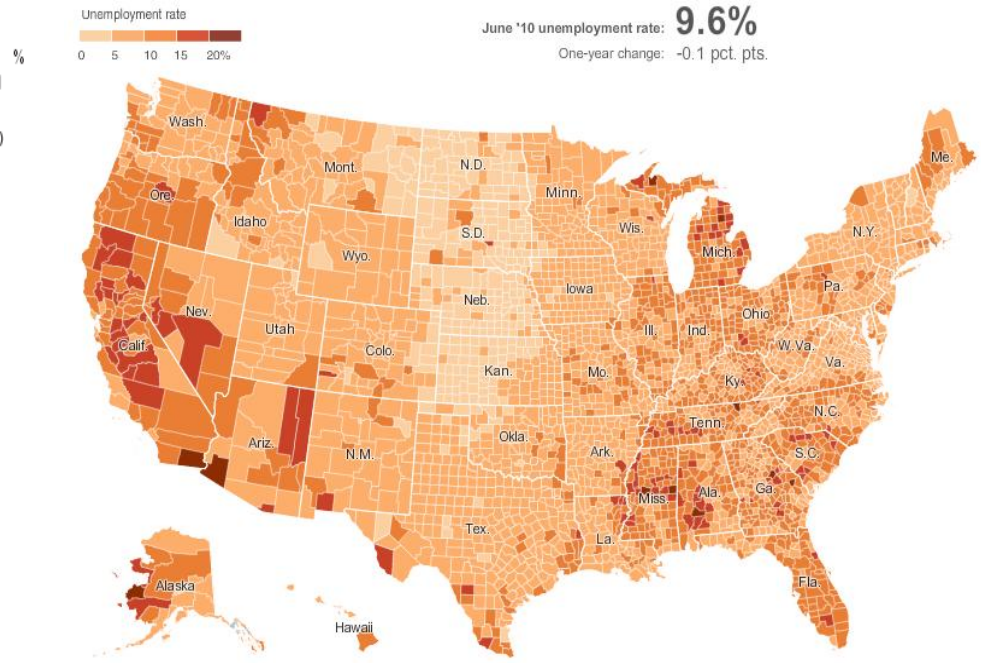 Unemployment rate
0 5 10 15 20%
%
)
June '10 unemployment rate: 9.6%
One-year change: -0.1 pct. pts.
Wash.
Mont.
N.D.
Minn.
Me.
Ore.
Idaho
S.D.
Wis.
N.Y.
Wyo.
Mich.
Iowa
Pa.
Neb.
Nev.
Ill.
Ind.
Ohio
Utah
Calif.
Colo.
W.Va.
Va.
Kan.
Mo.
Ky.
N.C.
Tenn.
Okla.
Ariz.
N.M.
Ark.
S.C.
Miss.
Ala.
Ga.
Tex.
La.
Fla.
Alaska
Hawaii